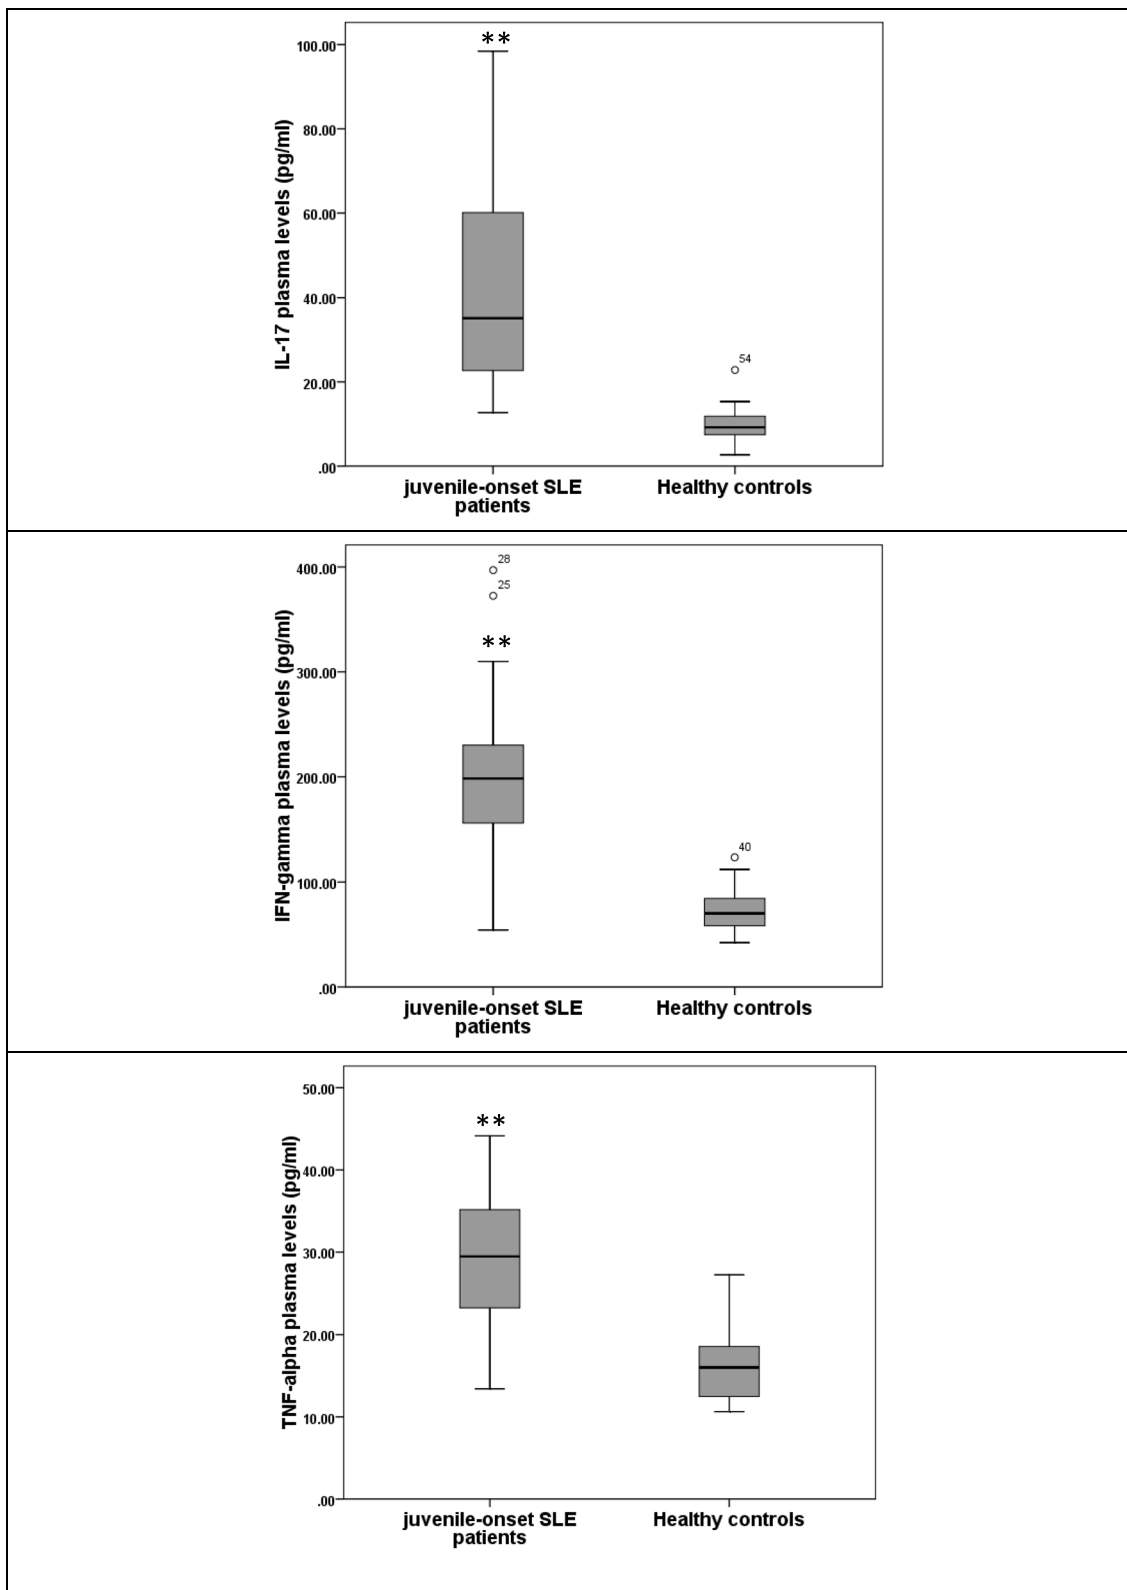 IL-17 plasma levels (pg/ml)
100.00
80.00
60.00
40.00
20.00
.00
**
54
juvenile-onset SLE
patients
Healthy controls
IFN-gamma plasma levels (pg/ml)
400.00
300.00
200.00
100.00
.00
28
25
**
40
juvenile-onset SLE
patients
Healthy controls
TNF-alpha plasma levels (pg/ml)
50.00
40.00
30.00
20.00
10.00
.00
**
juvenile-onset SLE
patients
Healthy controls